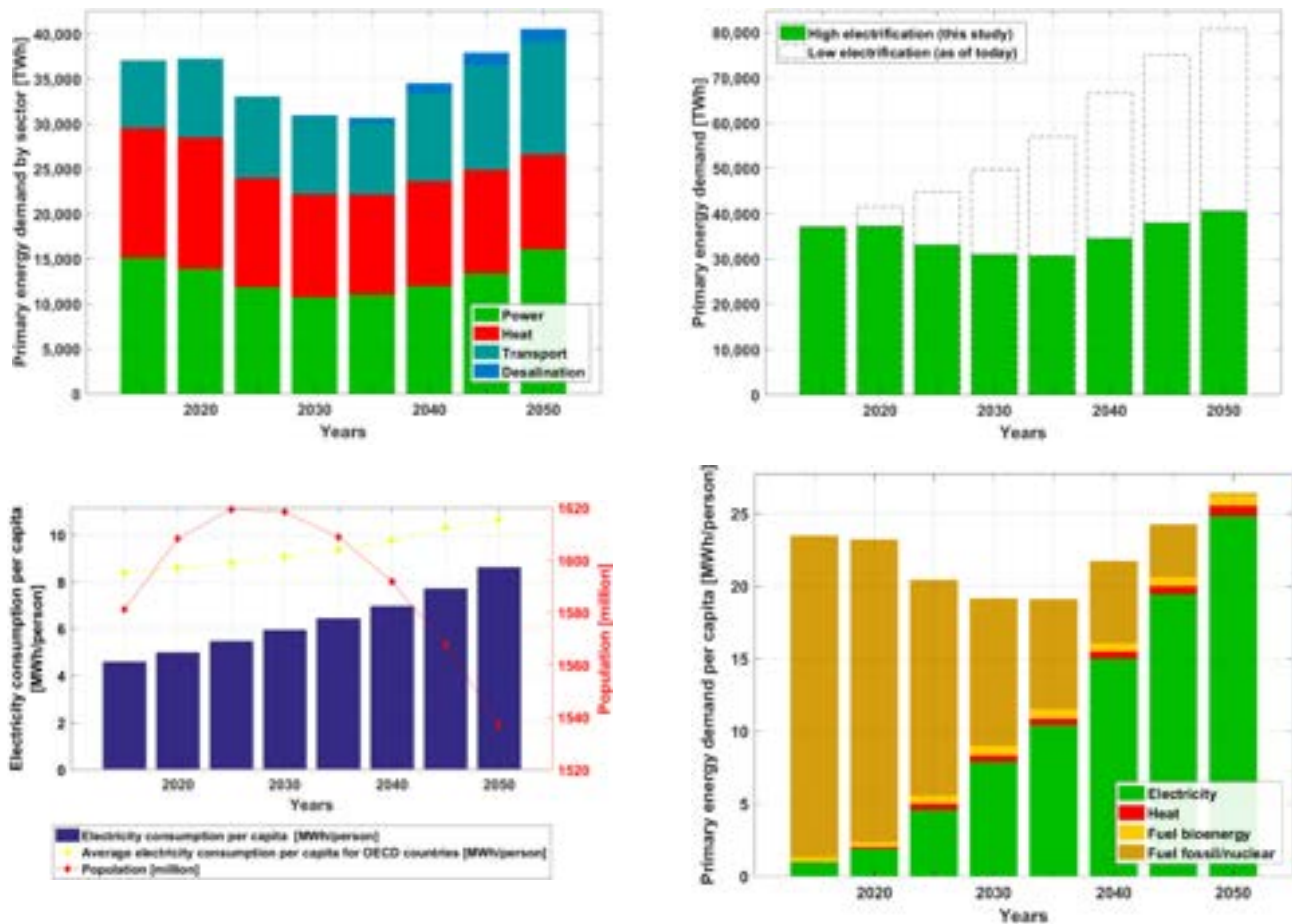 Primary energy demand by sector [TWh]
40,000
35,000
30,000
25,000
20,000
15,000
10,000
5,000
0
Power
Heat
Transport
Desalination
2020 2030 2040 2050
Years
Primary energy demand [TWh]
80,000
70,000
60,000
50,000
40,000
30,000
20,000
10,000
0
High electrification (this study)
Low electrification (as of today)
2020 2030 2040 2050
Years
Electricity consumption per capita
[MWh/person]
10
8
6
4
2
0
Population [million]
1620
1600
1580
1560
1540
1520
2020 2030 2040 2050
Years
Electricity consumption per capita [MWh/person]
Average electricity consumption per capita for OECD countries [MWh/person]
Population [million]
Primary energy demand per capita [MWh/person]
25
20
15
10
5
0
Electricity
Heat
Fuel bioenergy
Fuel fossil/nuclear
2020 2030 2040 2050
Years